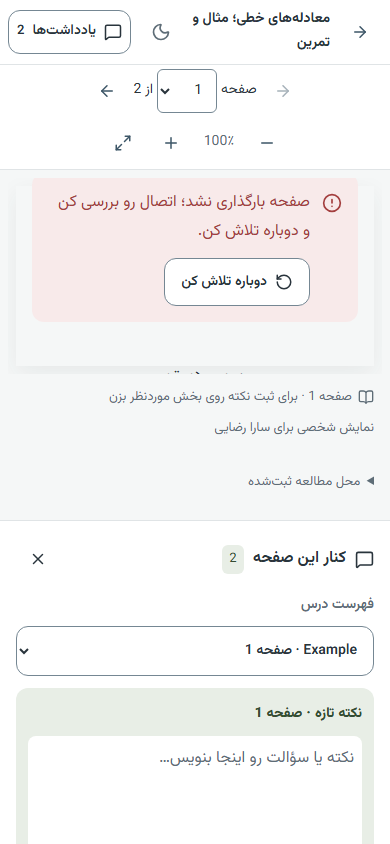 معادله‌های خطی؛ مثال و
تمرین
یادداشت‌ها 2
صفحه 1 از 2
100٪
صفحه بارگذاری نشد؛ اتصال رو بررسی کن
و دوباره تلاش کن.
دوباره تلاش کن
صفحه 1 · برای ثبت نکته روی بخش موردنظر بزن
نمایش شخصی برای سارا رضایی
محل مطالعه ثبت‌شده
کنار این صفحه 2
فهرست درس
Example · صفحه 1
نکته تازه · صفحه 1
نکته یا سؤالت رو اینجا بنویس...